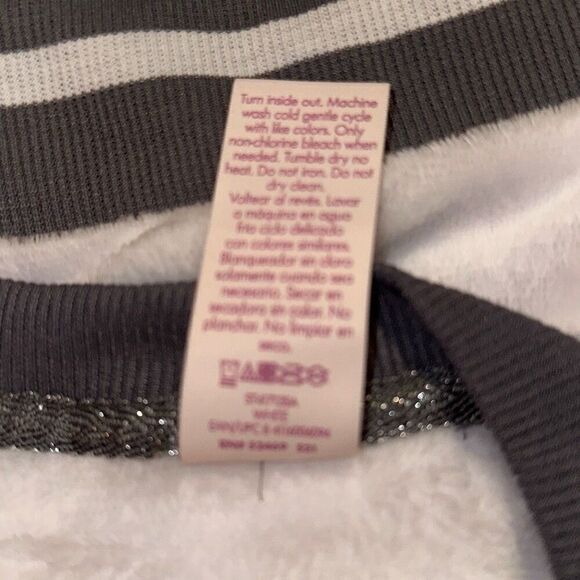 Turn inside out. Machine
wash cold gentle cycle
with like colors. Only
non-chlorine bleach when
needed. Tumble dry no
heat. Do not iron. Do not
dry clean.
Voltear al revés. Lavar
a máquina en agua
fría ciclo delicado
con colores similares.
Blanqueador sin cloro
solamente cuando sea
necesario. Secar en
secadora sin calor. No
planchar. No limpiar en
seco.
WHITE